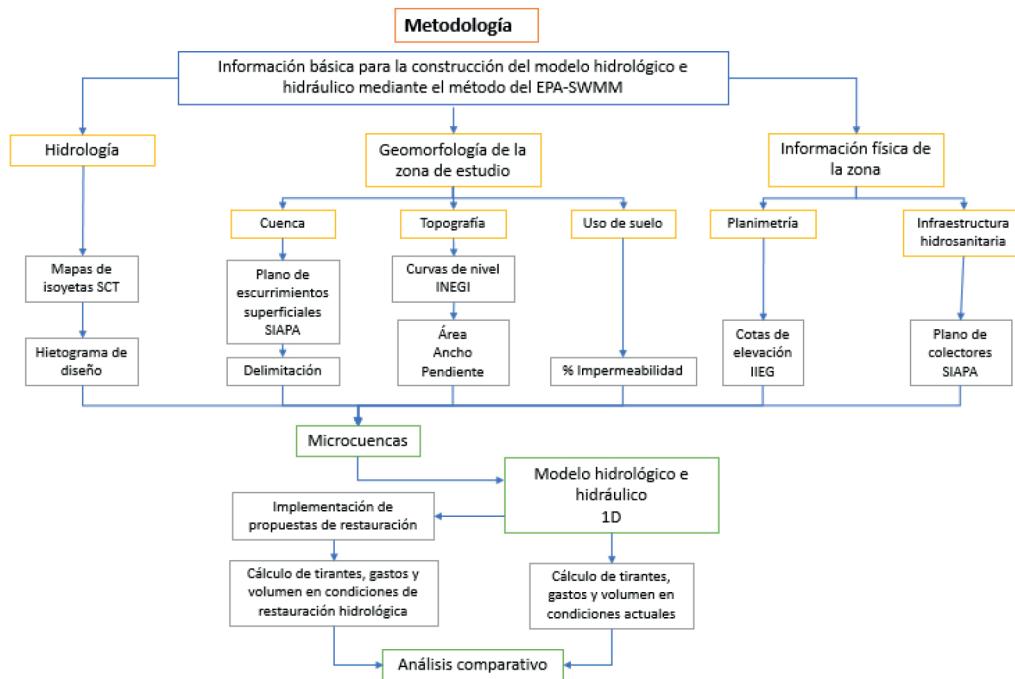 Metodología
Información básica para la construcción del modelo hidrológico e
hidráulico mediante el método del EPA-SWMM
Hidrología
Geomorfología de la
zona de estudio
Información física de
la zona
Cuenca
Topografía
Uso de suelo
Planimetría
Infraestructura
hidrosanitaria
Mapas de
isoyetas SCT
Plano de
escurrimientos
superficiales
SIAPA
Curvas de nivel
INEGI
Hietograma de
diseño
Delimitación
Área
Ancho
Pendiente
% Impermeabilidad
Cotas de
elevación
IIEG
Plano de
colectores
SIAPA
Microcuencas
Modelo hidrológico e
hidráulico
1D
Implementación de
propuestas de restauración
Cálculo de tirantes, gastos y
volumen en condiciones de
restauración hidrológica
Cálculo de tirantes,
gastos y volumen en
condiciones actuales
Análisis comparativo